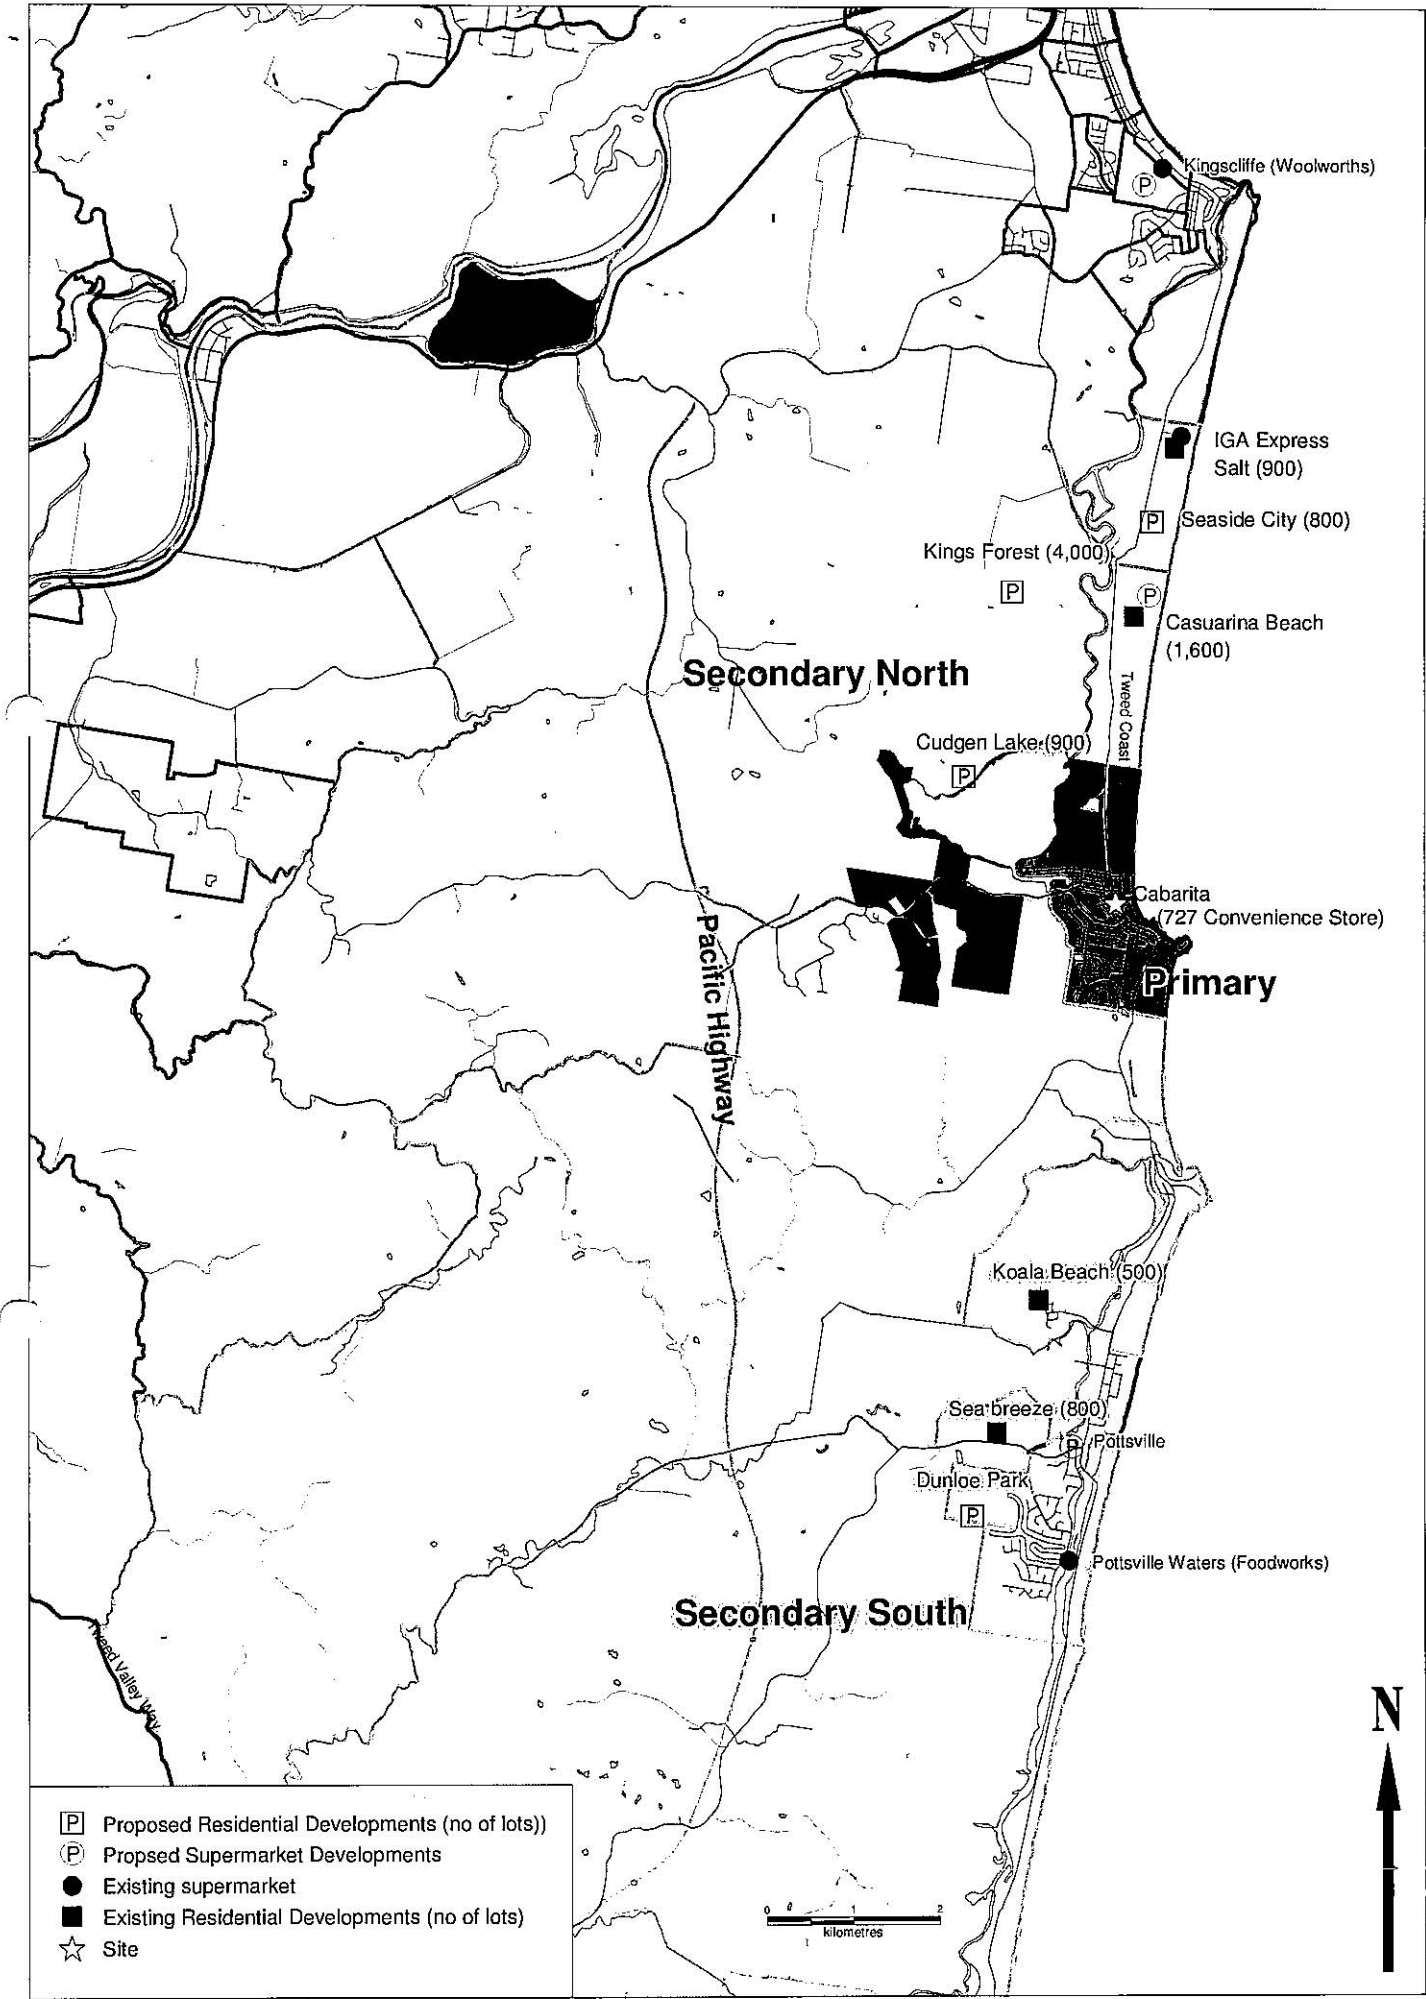 Kingscliffe (Woolworths)
P
IGA Express
Salt (900)
P
Seaside City (800)
Kings Forest (4,000)
P
P
Casuarina Beach
(1,600)
Secondary North
Tweed Coast
Cudgen Lake (900)
P
Cabarita
(727 Convenience Store)
Pacific Highway
Primary
Koala Beach (500)
Sea breeze (800)
P
Pottsville
Dunloe Park
P
Pottsville Waters (Foodworks)
Secondary South
Tweed Valley Way
N
P Proposed Residential Developments (no of lots))
P Propsed Supermarket Developments
Existing supermarket
Existing Residential Developments (no of lots)
Site
0 1 2
kilometres